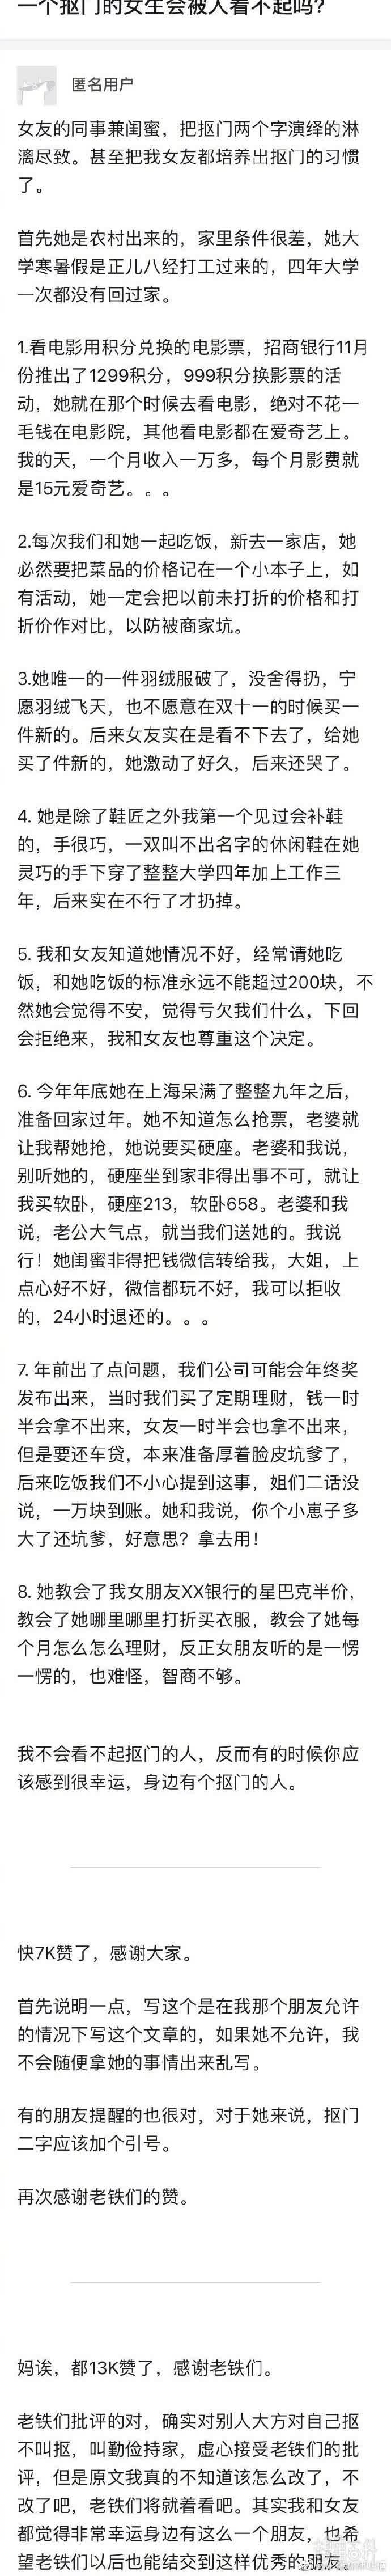 一个抠门的女生会被人看不起吗?
匿名用户
女友的同事兼闺蜜，把抠门两个字演绎的淋
漓尽致。甚至把我女友都培养出抠门的习惯
了。
首先她是农村出来的，家里条件很差，她大
学寒暑假是正儿八经打工过来的，四年大学
一次都没有回过家。
1.看电影用积分兑换的电影票，招商银行11月
份推出了1299积分，999积分换影票的活
动，她就在那个时候去看电影，绝对不花一
毛钱在电影院，其他看电影都在爱奇艺上。
我的天，一个月收入一万多，每个月影费就
是15元爱奇艺。。。
2.每次我们和她一起吃饭，新去一家店，她
必然要把菜品的价格记在一个小本子上，如
有活动，她一定会把以前未打折的价格和打
折价作对比，以防被商家坑。
3.她唯一的一件羽绒服破了，没舍得扔，宁
愿羽绒飞天，也不愿意在双十一的时候买一
件新的。后来女友实在是看不下去了，给她
买了件新的，她激动了好久，后来还哭了。
4. 她是除了鞋匠之外我第一个见过会补鞋
的，手很巧，一双叫不出名字的休闲鞋在她
灵巧的手下穿了整整大学四年加上工作三
年，后来实在不行了才扔掉。
5. 我和女友知道她情况不好，经常请她吃
饭，和她吃饭的标准永远不能超过200块，不
然她会觉得不安，觉得亏欠我们什么，下回
会拒绝来，我和女友也尊重这个决定。
6. 今年年底她在上海呆满了整整九年之后，
准备回家过年。她不知道怎么抢票，老婆就
让我帮她抢，她说要买硬座。老婆和我说，
别听她的，硬座坐到家非得出事不可，就让
我买软卧，硬座213，软卧658。老婆和我
说，老公大气点，就当我们送她的。我说
行！她闺蜜非得把钱微信转给我，大姐，上
点心好不好，微信都玩不好，我可以拒收
的，24小时退还的。。。
7. 年前出了点问题，我们公司可能会年终奖
发布出来，当时我们买了定期理财，钱一时
半会拿不出来，女友一时半会也拿不出来，
但是要还车贷，本来准备厚着脸皮坑爹了，
后来吃饭我们不小心提到这事，姐们二话没
说，一万块到账。她和我说，你个小崽子多
大了还坑爹，好意思？拿去用！
8. 她教会了我女朋友XX银行的星巴克半价，
教会了她哪里哪里打折买衣服，教会了她每
个月怎么怎么理财，反正女朋友听的是一愣
一愣的，也难怪，智商不够。
我不会看不起抠门的人，反而有的时候你应
该感到很幸运，身边有个抠门的人。
快7K赞了，感谢大家。
首先说明一点，写这个是在我那个朋友允许
的情况下写这个文章的，如果她不允许，我
不会随便拿她的事情出来乱写。
有的朋友提醒的也很对，对于她来说，抠门
二字应该加个引号。
再次感谢老铁们的赞。
妈诶，都13K赞了，感谢老铁们。
老铁们批评的对，确实对别人大方对自己抠
不叫抠，叫勤俭持家，虚心接受老铁们的批
评，但是原文我真的不知道该怎么改了，不
改了吧，老铁们将就着看吧。其实我和女友
都觉得非常幸运身边有这么一个朋友，也希
望老铁们以后也能结交到这样优秀的朋友。